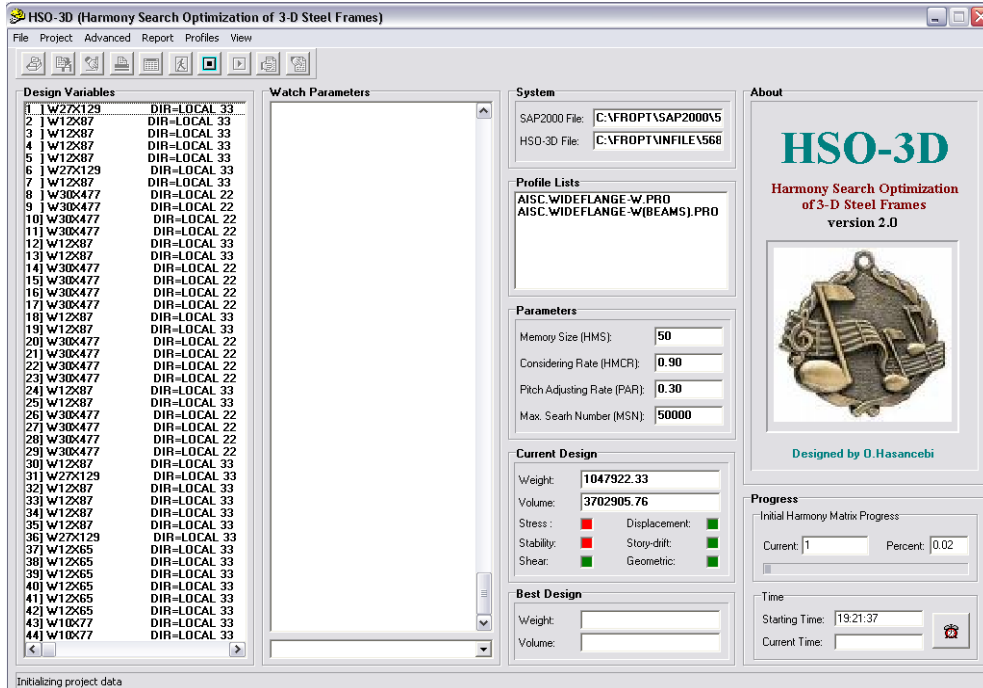 HSO-3D (Harmony Search Optimization of 3-D Steel Frames)
File Project Advanced Report Profiles View
Design Variables
1 ] W27X129 DIR=LOCAL 33
2 ] W12X87 DIR=LOCAL 33
3 ] W12X87 DIR=LOCAL 33
4 ] W12X87 DIR=LOCAL 33
5 ] W12X87 DIR=LOCAL 33
6 ] W27X129 DIR=LOCAL 33
7 ] W12X87 DIR=LOCAL 33
8 ] W30X477 DIR=LOCAL 22
9 ] W30X477 DIR=LOCAL 22
10] W30X477 DIR=LOCAL 22
11] W30X477 DIR=LOCAL 22
12] W12X87 DIR=LOCAL 33
13] W12X87 DIR=LOCAL 33
14] W30X477 DIR=LOCAL 22
15] W30X477 DIR=LOCAL 22
16] W30X477 DIR=LOCAL 22
17] W30X477 DIR=LOCAL 22
18] W12X87 DIR=LOCAL 33
19] W12X87 DIR=LOCAL 33
20] W30X477 DIR=LOCAL 22
21] W30X477 DIR=LOCAL 22
22] W30X477 DIR=LOCAL 22
23] W30X477 DIR=LOCAL 22
24] W12X87 DIR=LOCAL 33
25] W12X87 DIR=LOCAL 33
26] W30X477 DIR=LOCAL 22
27] W30X477 DIR=LOCAL 22
28] W30X477 DIR=LOCAL 22
29] W30X477 DIR=LOCAL 22
30] W12X87 DIR=LOCAL 33
31] W27X129 DIR=LOCAL 33
32] W12X87 DIR=LOCAL 33
33] W12X87 DIR=LOCAL 33
34] W12X87 DIR=LOCAL 33
35] W12X87 DIR=LOCAL 33
36] W27X129 DIR=LOCAL 33
37] W12X65 DIR=LOCAL 33
38] W12X65 DIR=LOCAL 33
39] W12X65 DIR=LOCAL 33
40] W12X65 DIR=LOCAL 33
41] W12X65 DIR=LOCAL 33
42] W12X65 DIR=LOCAL 33
43] W10X77 DIR=LOCAL 33
44] W10X77 DIR=LOCAL 33
Watch Parameters
System
SAP2000 File: C:\FROPT\SAP2000\5
HSO-3D File: C:\FROPT\INFILE\568
Profile Lists
AISC.WIDEFLANGE-W.PRO
AISC.WIDEFLANGE-W(BEAMS).PRO
Parameters
Memory Size (HMS): 50
Considering Rate (HMCR): 0.90
Pitch Adjusting Rate (PAR): 0.30
Max. Searh Number (MSN): 50000
Current Design
Weight: 1047922.33
Volume: 3702905.76
Stress : Displacement:
Stability: Story-drift:
Shear: Geometric:
Best Design
Weight:
Volume:
About
HSO-3D
Harmony Search Optimization
of 3-D Steel Frames
version 2.0
Designed by O.Hasancebi
Progress
Initial Harmony Matrix Progress
Current: 1 Percent: 0.02
Time
Starting Time: 19:21:37
Current Time:
Initializing project data